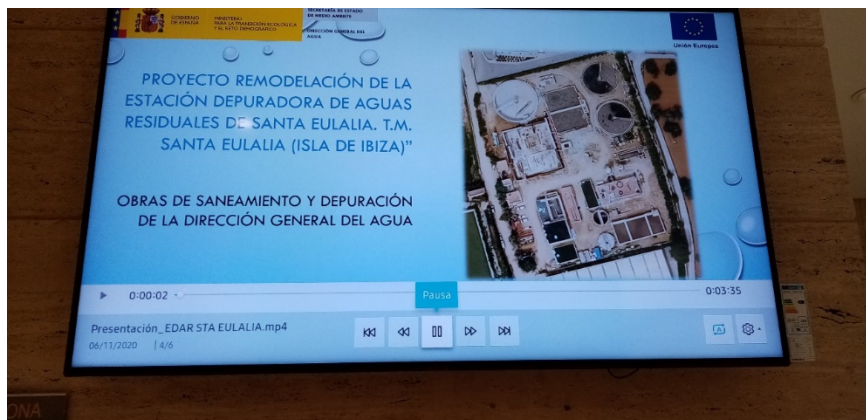 GOBIERNO
DE ESPAÑA
MINISTERIO
PARA LA TRANSICIÓN ECOLÓGICA
Y EL RETO DEMOGRÁFICO
SECRETARÍA DE ESTADO
DE MEDIO AMBIENTE
DIRECCIÓN GENERAL DEL
AGUA
Unión Europea
PROYECTO REMODELACIÓN DE LA
ESTACIÓN DEPURADORA DE AGUAS
RESIDUALES DE SANTA EULALIA. T.M.
SANTA EULALIA (ISLA DE IBIZA)”
OBRAS DE SANEAMIENTO Y DEPURACIÓN
DE LA DIRECCIÓN GENERAL DEL AGUA
0:00:02
Pausa
0:03:35
Presentación_EDAR STA EULALIA.mp4
06/11/2020 | 4/6
A
ONA